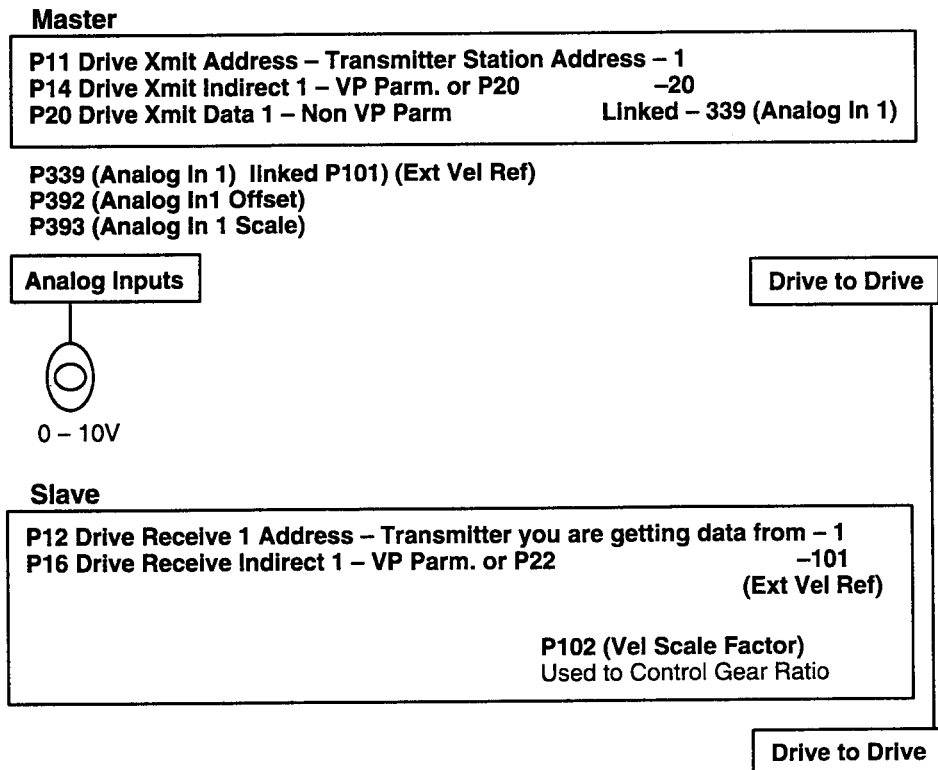 Master
P11 Drive Xmit Address – Transmitter Station Address – 1
P14 Drive Xmit Indirect 1 – VP Parm. or P20 –20
P20 Drive Xmit Data 1 – Non VP Parm Linked – 339 (Analog In 1)
P339 (Analog In 1) linked P101) (Ext Vel Ref)
P392 (Analog In1 Offset)
P393 (Analog In 1 Scale)
Analog Inputs
Drive to Drive
0 – 10V
Slave
P12 Drive Receive 1 Address – Transmitter you are getting data from – 1
P16 Drive Receive Indirect 1 – VP Parm. or P22 –101
(Ext Vel Ref)
P102 (Vel Scale Factor)
Used to Control Gear Ratio
Drive to Drive